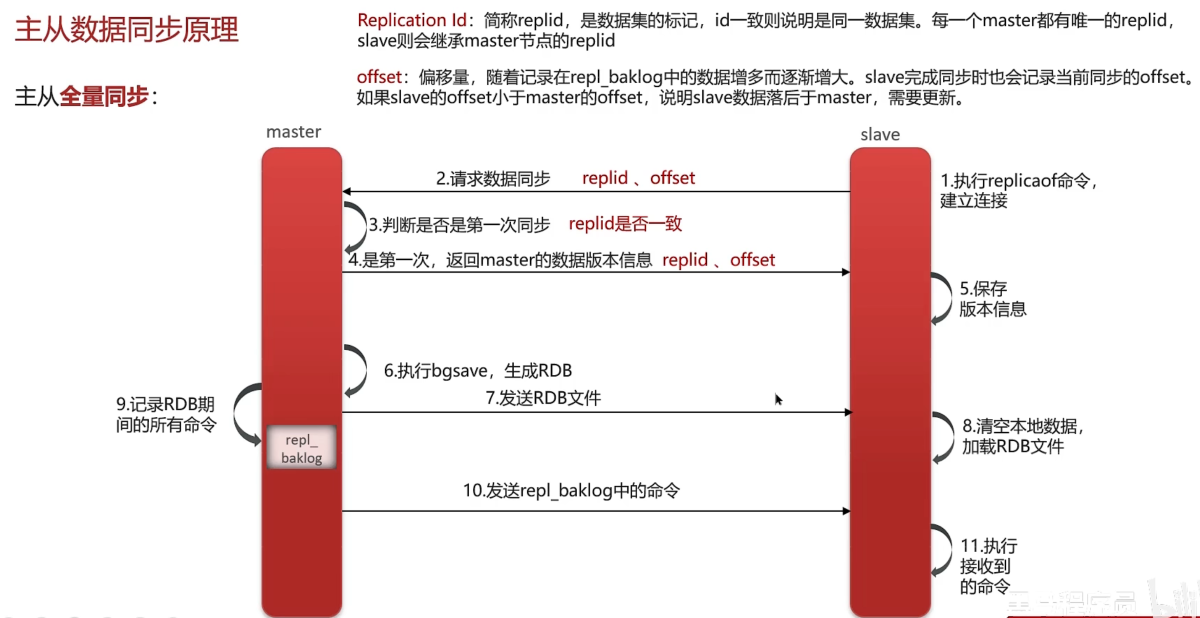 主从数据同步原理
Replication Id：简称replid，是数据集的标记，id一致则说明是同一数据集。每一个master都有唯一的replid，
slave则会继承master节点的replid
offset：偏移量，随着记录在repl_baklog中的数据增多而逐渐增大。slave完成同步时也会记录当前同步的offset。
如果slave的offset小于master的offset，说明slave数据落后于master，需要更新。
主从全量同步：
master
slave
1.执行replicaof命令，
建立连接
2.请求数据同步 replid 、offset
3.判断是否是第一次同步 replid是否一致
4.是第一次，返回master的数据版本信息 replid 、offset
5.保存
版本信息
6.执行bgsave，生成RDB
7.发送RDB文件
8.清空本地数据，
加载RDB文件
9.记录RDB期
间的所有命令
repl_
baklog
10.发送repl_baklog中的命令
11.执行
接收到
的命令